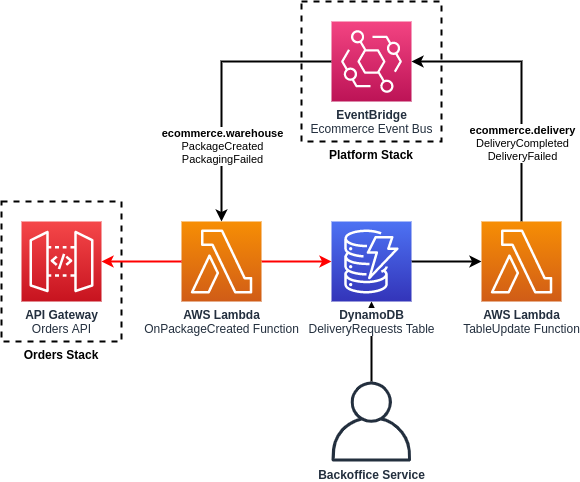 EventBridge
Ecommerce Event Bus
Platform Stack
ecommerce.warehouse
PackageCreated
PackagingFailed
ecommerce.delivery
DeliveryCompleted
DeliveryFailed
API Gateway
Orders API
Orders Stack
AWS Lambda
OnPackageCreated Function
DynamoDB
DeliveryRequests Table
AWS Lambda
TableUpdate Function
Backoffice Service